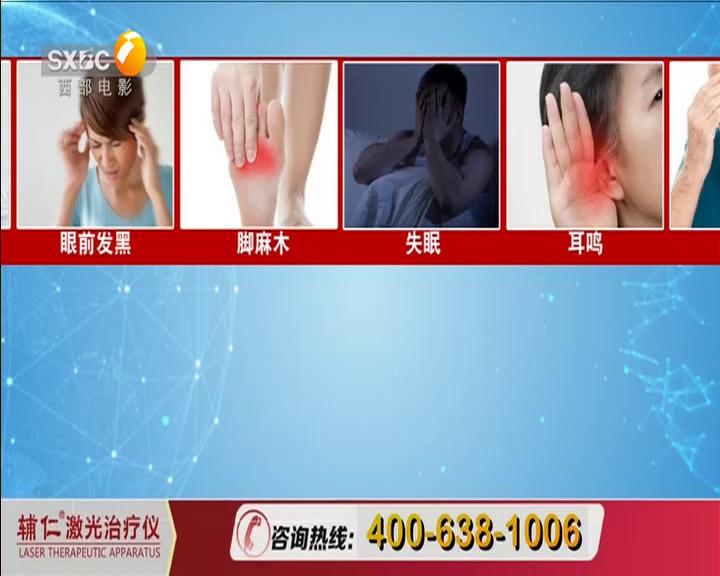 SXBC
西部电影
眼前发黑
脚麻木
失眠
耳鸣
辅仁®激光治疗仪
LASER THERAPEUTIC APPARATUS
咨询热线: 400-638-1006